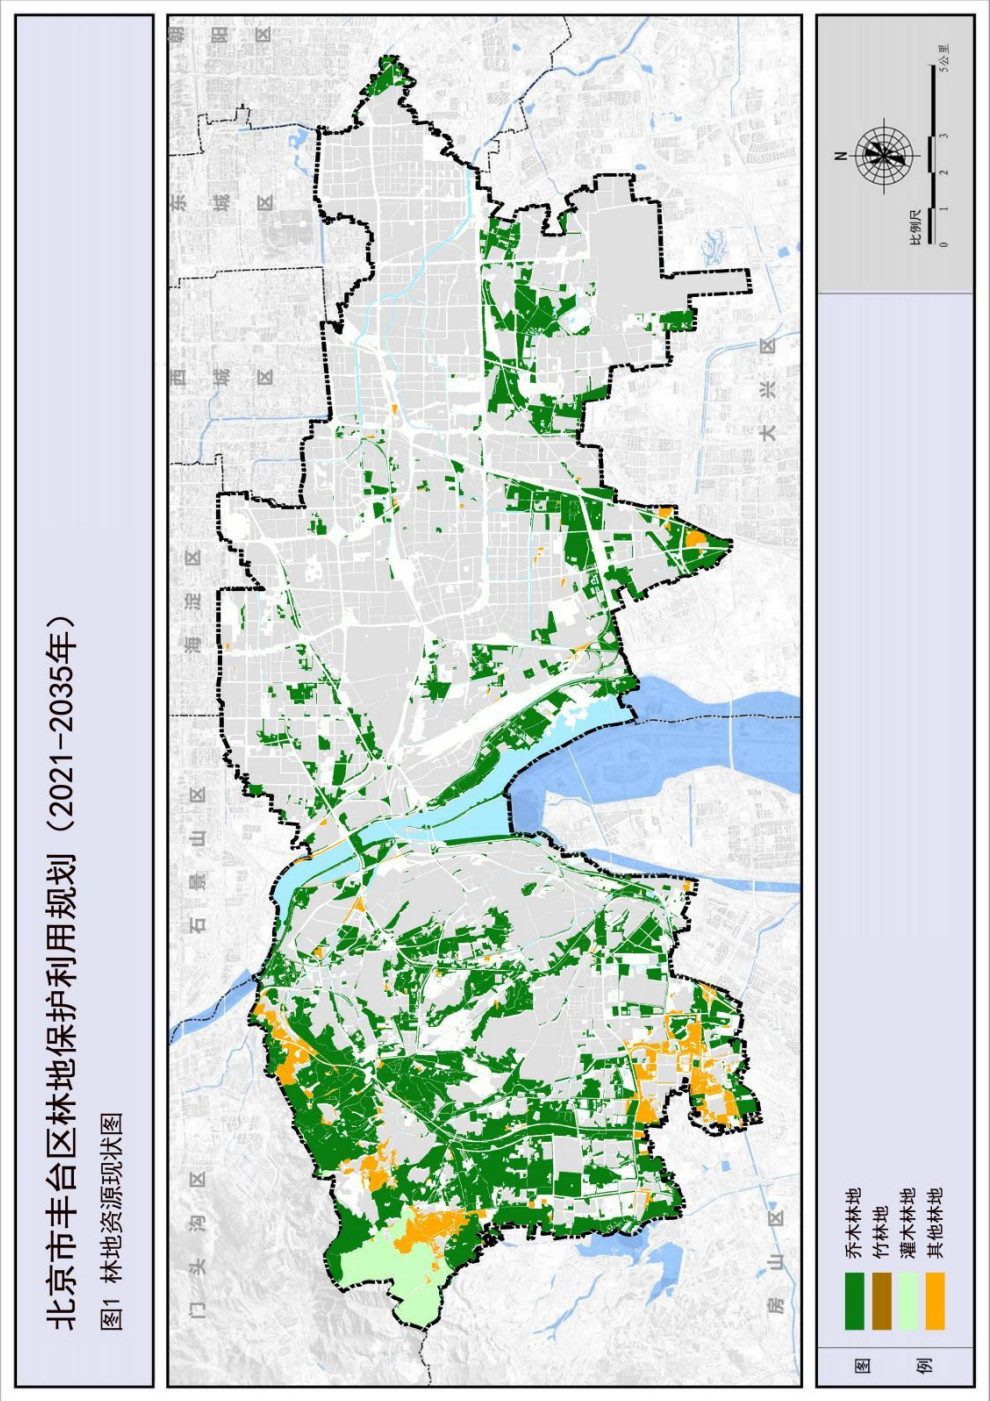 北京市丰台区林地保护利用规划（2021-2035年）
图1 林地资源现状图
门头沟区
石景山区
海淀区
西城区
东城区
朝阳区
房山区
大兴区
图例
乔木林地
竹林地
灌木林地
其他林地
N
比例尺
0 1 2 3 5公里